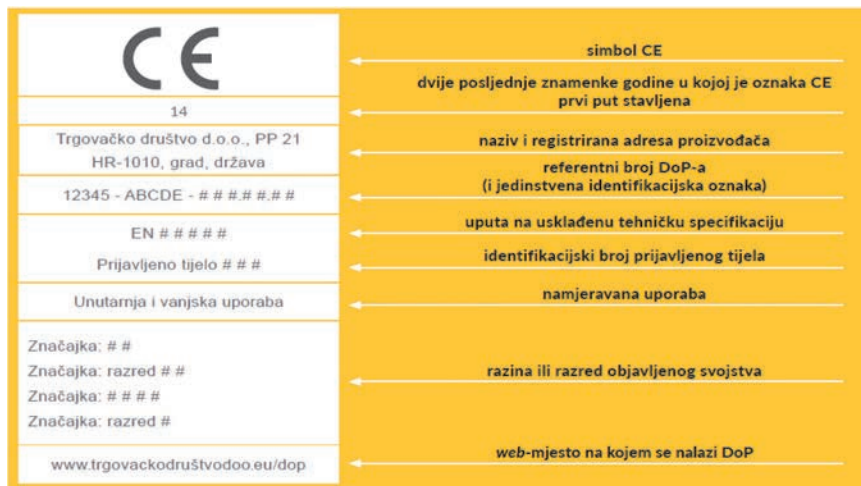 CE
simbol CE
14
dvije posljednje znamenke godine u kojoj je oznaka CE
prvi put stavljena
Trgovačko društvo d.o.o., PP 21
HR-1010, grad, država
naziv i registrirana adresa proizvođača
12345 - ABCDE - # # #.# #.# #
referentni broj DoP-a
(i jedinstvena identifikacijska oznaka)
EN # # # # #
uputa na usklađenu tehničku specifikaciju
Prijavljeno tijelo # # #
identifikacijski broj prijavljenog tijela
Unutarnja i vanjska uporaba
namjeravana uporaba
Značajka: # #
Značajka: razred # #
Značajka: # # # #
Značajka: razred #
razina ili razred objavljenog svojstva
www.trgovackodruštvodoo.eu/dop
web-mjesto na kojem se nalazi DoP